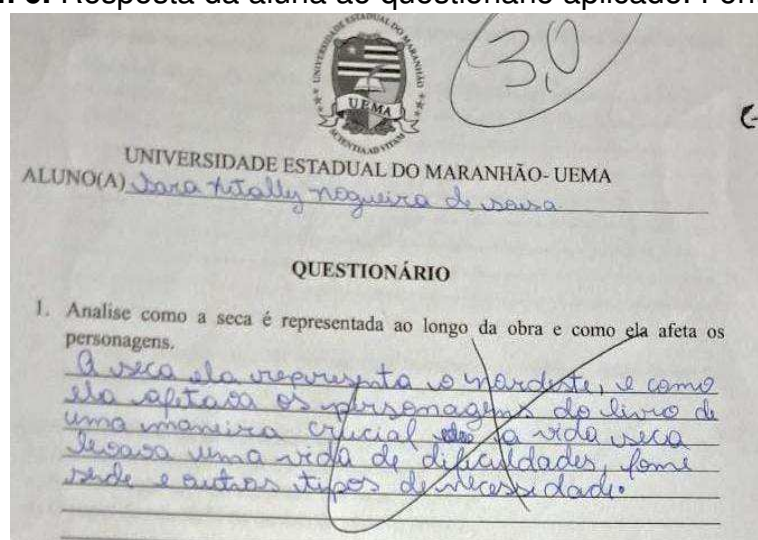 Resposta da aluna ao questionário aplicado.
3,0
UNIVERSIDADE ESTADUAL DO MARANHÃO
UEMA
SCIENTIA AD VITAM
UNIVERSIDADE ESTADUAL DO MARANHÃO- UEMA
ALUNO(A) Sara nogueira de sousa
QUESTIONÁRIO
1. Analise como a seca é representada ao longo da obra e como ela afeta os
personagens.
A seca ela representa o nordeste, e como
ela afetava os personagens do livro de
uma maneira crucial a vida seca
levava uma vida de dificuldades, fome
sede e outros tipos de necessidade.